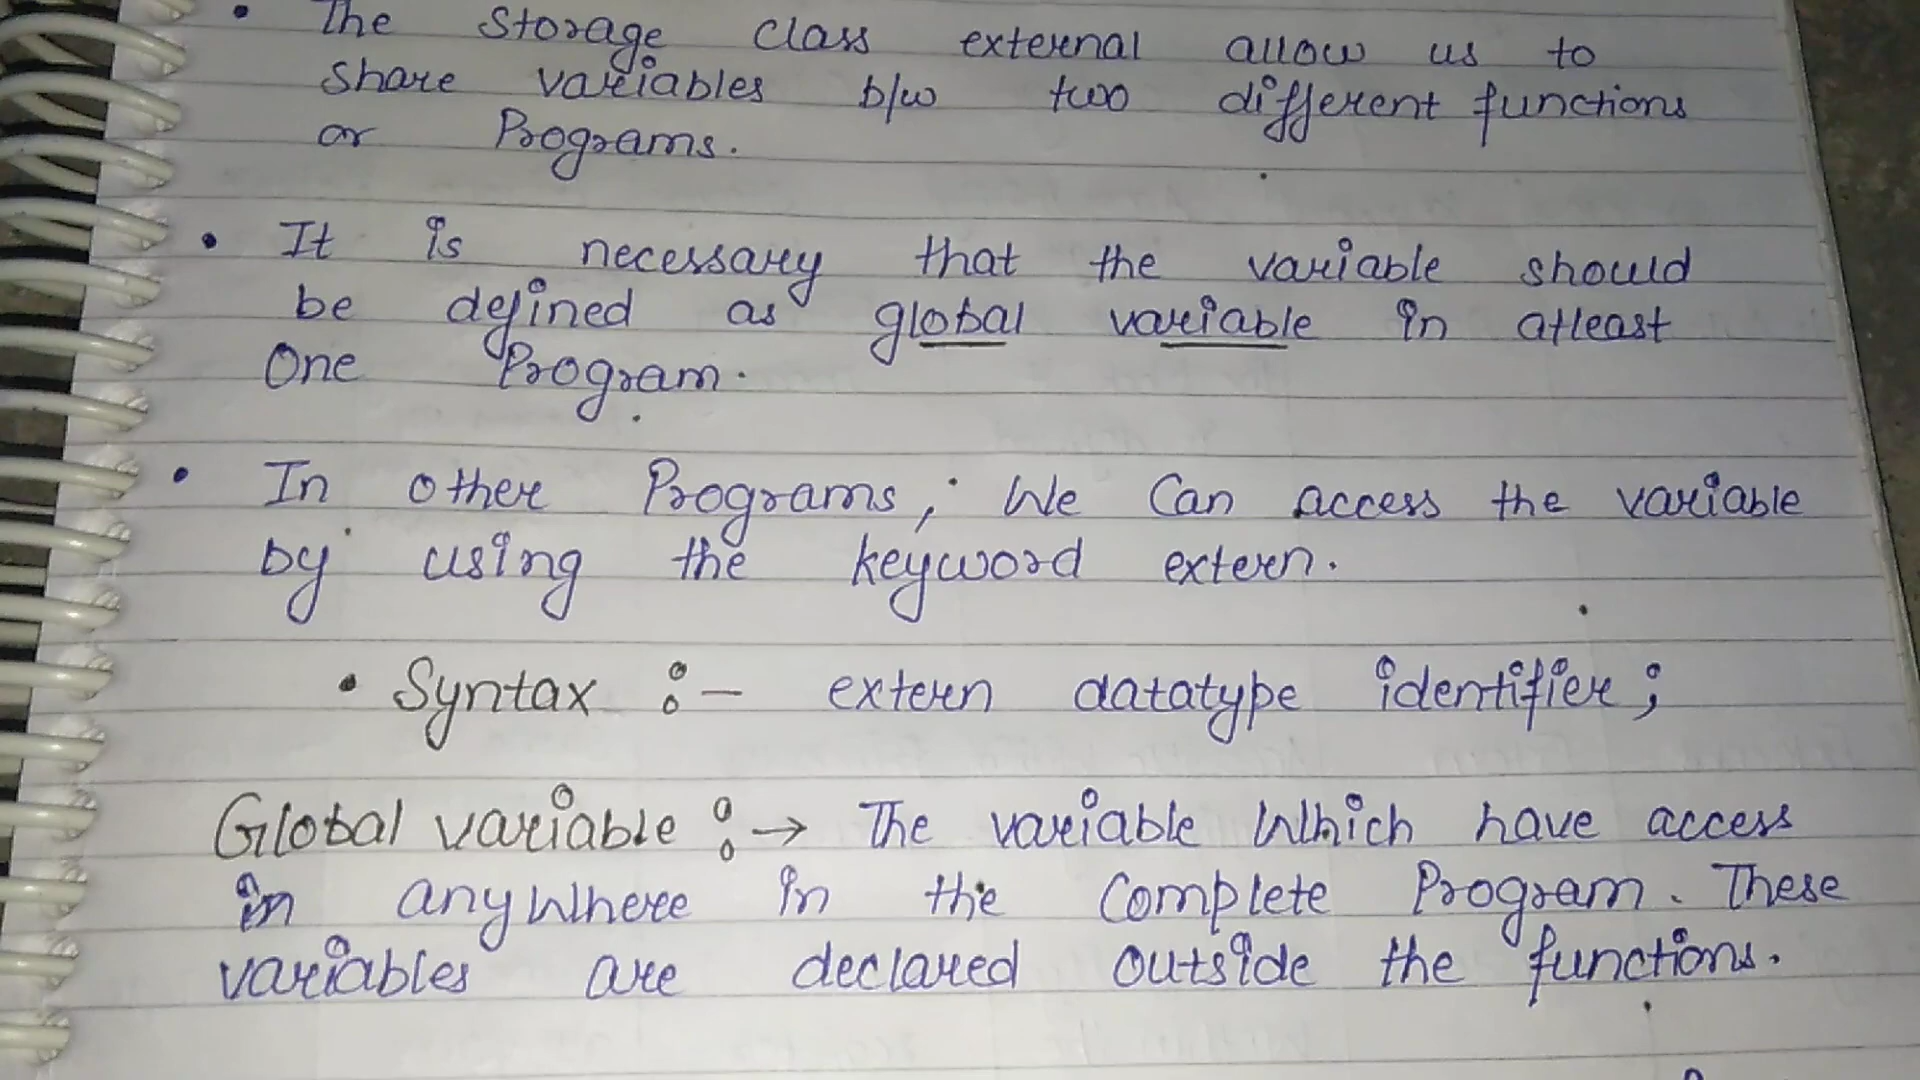 • The Storage Class external allow us to
share variables b/w two different functions
or Programs.
• It is necessary that the variable should
be defined as global variable in atleast
One Program.
• In other Programs, We Can access the variable
by using the keyword extern.
• Syntax :- extern datatype identifier;
Global variable :→ The variable Which have access
in anyWhere in the Complete Program. These
variables are declared outside the functions.